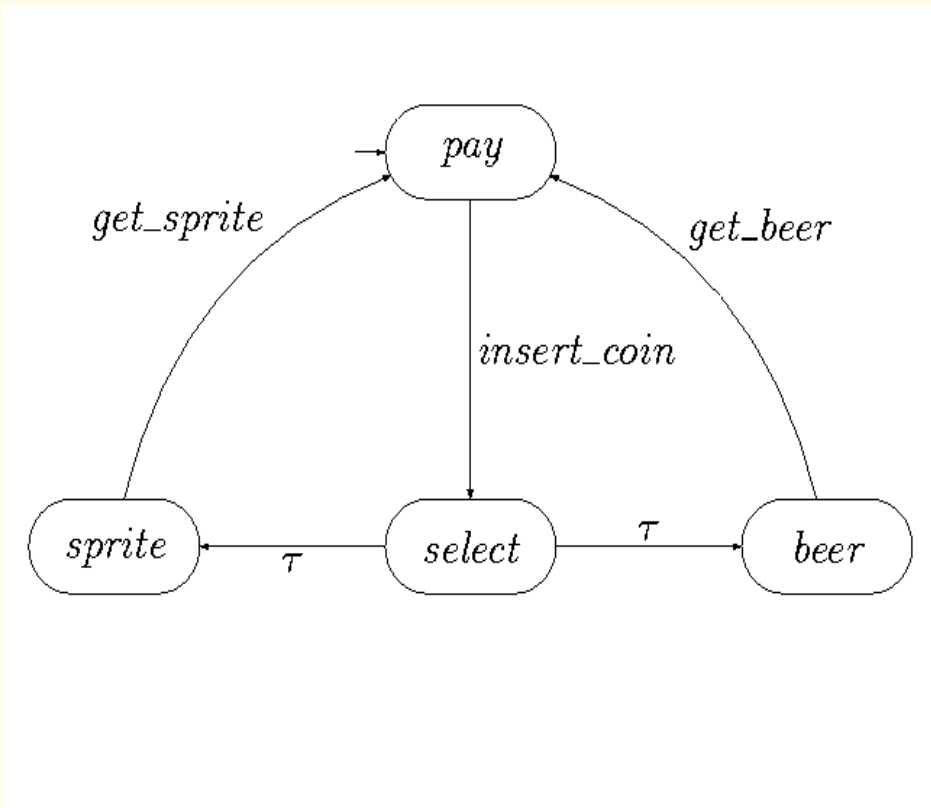 pay
get_sprite
get_beer
insert_coin
sprite
τ
select
τ
beer